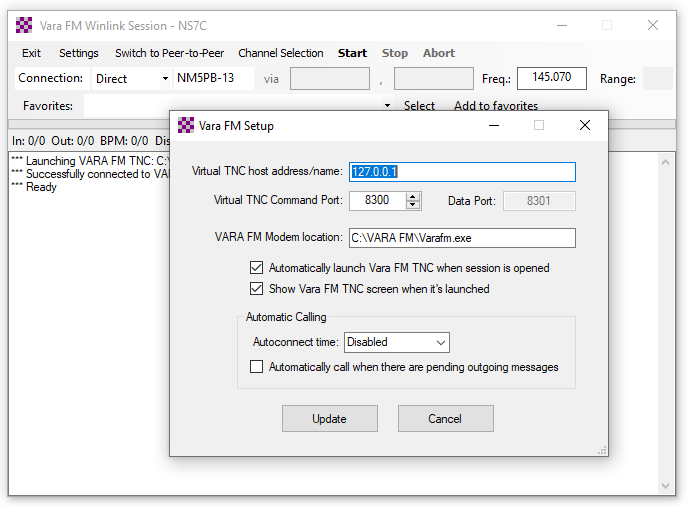 Vara FM Winlink Session - NS7C
Exit Settings Switch to Peer-to-Peer Channel Selection Start Stop Abort
Connection: Direct NM5PB-13 via , Freq.: 145.070 Range:
Favorites: Select Add to favorites
In: 0/0 Out: 0/0 BPM: 0/0 Dis
*** Launching VARA FM TNC: C:\
*** Successfully connected to VA
*** Ready
Vara FM Setup
Virtual TNC host address/name: 127.0.0.1
Virtual TNC Command Port: 8300 Data Port: 8301
VARA FM Modem location: C:\VARA FM\Varafm.exe
Automatically launch Vara FM TNC when session is opened
Show Vara FM TNC screen when it's launched
Automatic Calling
Autoconnect time: Disabled
Automatically call when there are pending outgoing messages
Update Cancel